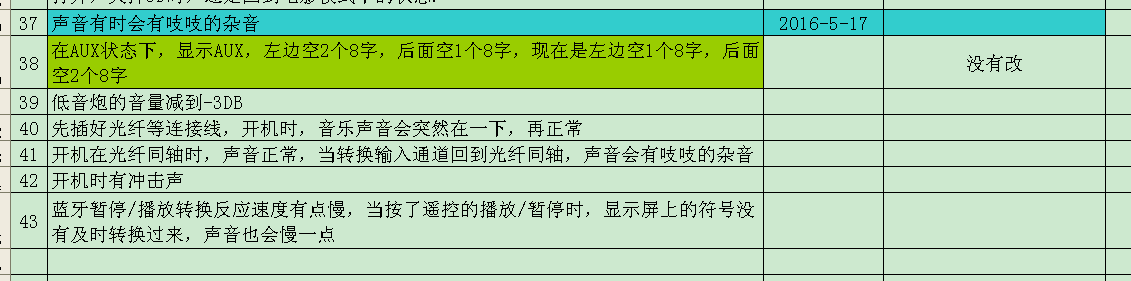 37 声音有时会有吱吱的杂音 2016-5-17
38 在AUX状态下，显示AUX，左边空2个8字，后面空1个8字，现在是左边空1个8字，后面
空2个8字 没有改
39 低音炮的音量减到-3DB
40 先插好光纤等连接线，开机时，音乐声音会突然在一下，再正常
41 开机在光纤同轴时，声音正常，当转换输入通道回到光纤同轴，声音会有吱吱的杂音
42 开机时有冲击声
43 蓝牙暂停/播放转换反应速度有点慢，当按了遥控的播放/暂停时，显示屏上的符号没
有及时转换过来，声音也会慢一点